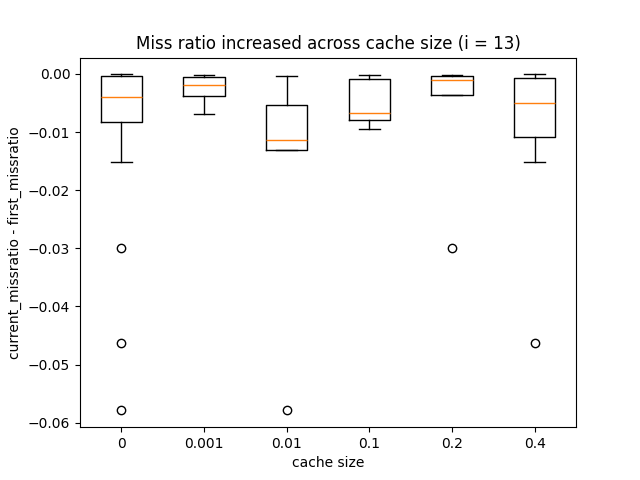 Miss ratio increased across cache size (i = 13)
current_missratio - first_missratio
0.00
−0.01
−0.02
−0.03
−0.04
−0.05
−0.06
0 0.001 0.01 0.1 0.2 0.4
cache size